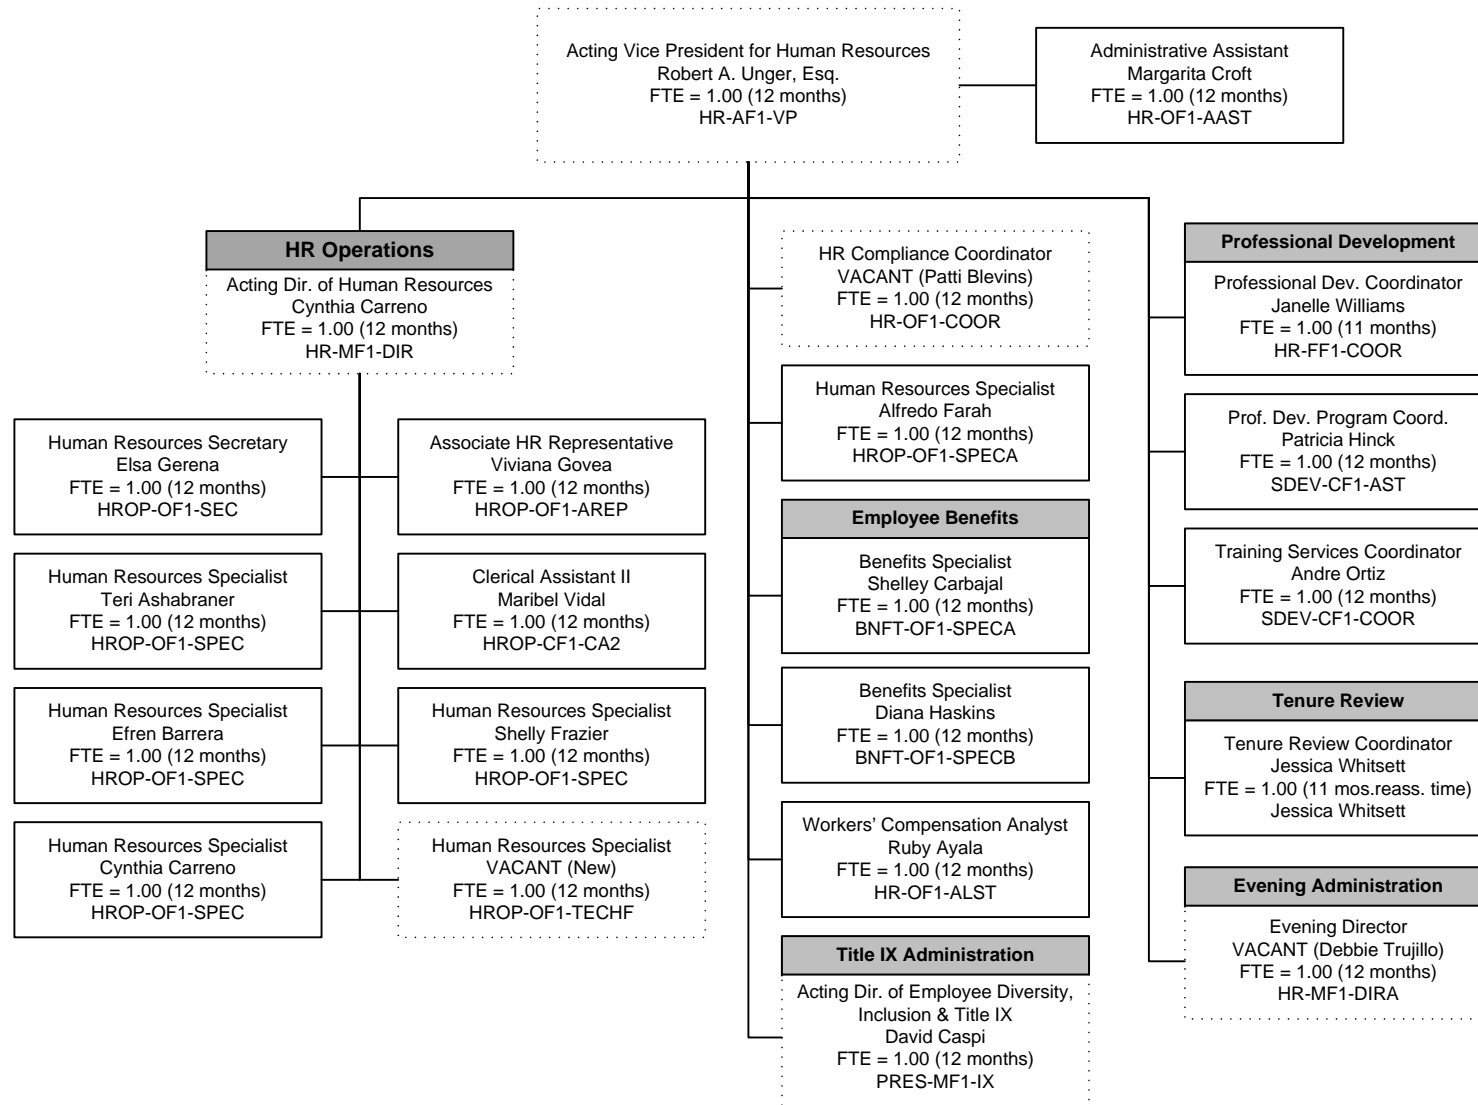 Acting Vice President for Human Resources
Robert A. Unger, Esq.
FTE = 1.00 (12 months)
HR-AF1-VP
Administrative Assistant
Margarita Croft
FTE = 1.00 (12 months)
HR-OF1-AAST
HR Operations
Acting Dir. of Human Resources
Cynthia Carreno
FTE = 1.00 (12 months)
HR-MF1-DIR
Human Resources Secretary
Elsa Gerena
FTE = 1.00 (12 months)
HROP-OF1-SEC
Associate HR Representative
Viviana Govea
FTE = 1.00 (12 months)
HROP-OF1-AREP
Human Resources Specialist
Teri Ashabraner
FTE = 1.00 (12 months)
HROP-OF1-SPEC
Clerical Assistant II
Maribel Vidal
FTE = 1.00 (12 months)
HROP-CF1-CA2
Human Resources Specialist
Efren Barrera
FTE = 1.00 (12 months)
HROP-OF1-SPEC
Human Resources Specialist
Shelly Frazier
FTE = 1.00 (12 months)
HROP-OF1-SPEC
Human Resources Specialist
Cynthia Carreno
FTE = 1.00 (12 months)
HROP-OF1-SPEC
Human Resources Specialist
VACANT (New)
FTE = 1.00 (12 months)
HROP-OF1-TECHF
HR Compliance Coordinator
VACANT (Patti Blevins)
FTE = 1.00 (12 months)
HR-OF1-COOR
Human Resources Specialist
Alfredo Farah
FTE = 1.00 (12 months)
HROP-OF1-SPECA
Employee Benefits
Benefits Specialist
Shelley Carbajal
FTE = 1.00 (12 months)
BNFT-OF1-SPECA
Benefits Specialist
Diana Haskins
FTE = 1.00 (12 months)
BNFT-OF1-SPECB
Workers' Compensation Analyst
Ruby Ayala
FTE = 1.00 (12 months)
HR-OF1-ALST
Title IX Administration
Acting Dir. of Employee Diversity,
Inclusion & Title IX
David Caspi
FTE = 1.00 (12 months)
PRES-MF1-IX
Professional Development
Professional Dev. Coordinator
Janelle Williams
FTE = 1.00 (11 months)
HR-FF1-COOR
Prof. Dev. Program Coord.
Patricia Hinck
FTE = 1.00 (12 months)
SDEV-CF1-AST
Training Services Coordinator
Andre Ortiz
FTE = 1.00 (12 months)
SDEV-CF1-COOR
Tenure Review
Tenure Review Coordinator
Jessica Whitsett
FTE = 1.00 (11 mos.reass. time)
Jessica Whitsett
Evening Administration
Evening Director
VACANT (Debbie Trujillo)
FTE = 1.00 (12 months)
HR-MF1-DIRA